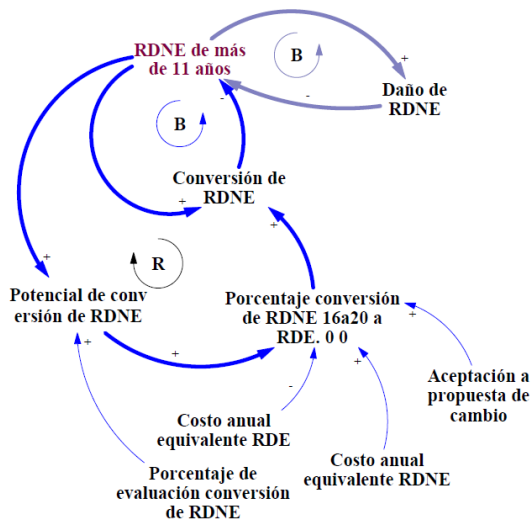 RDNE de más
de 11 años
B
+
Daño de
RDNE
-
-
B
Conversión de
RDNE
+
+
R
+
Potencial de conv
ersión de RDNE
Porcentaje conversión
de RDNE 16a20 a
RDE. 0 0
+
+
+
-
+
Aceptación a
propuesta de
cambio
Costo anual
equivalente RDE
Costo anual
equivalente RDNE
Porcentaje de
evaluación conversión
de RDNE